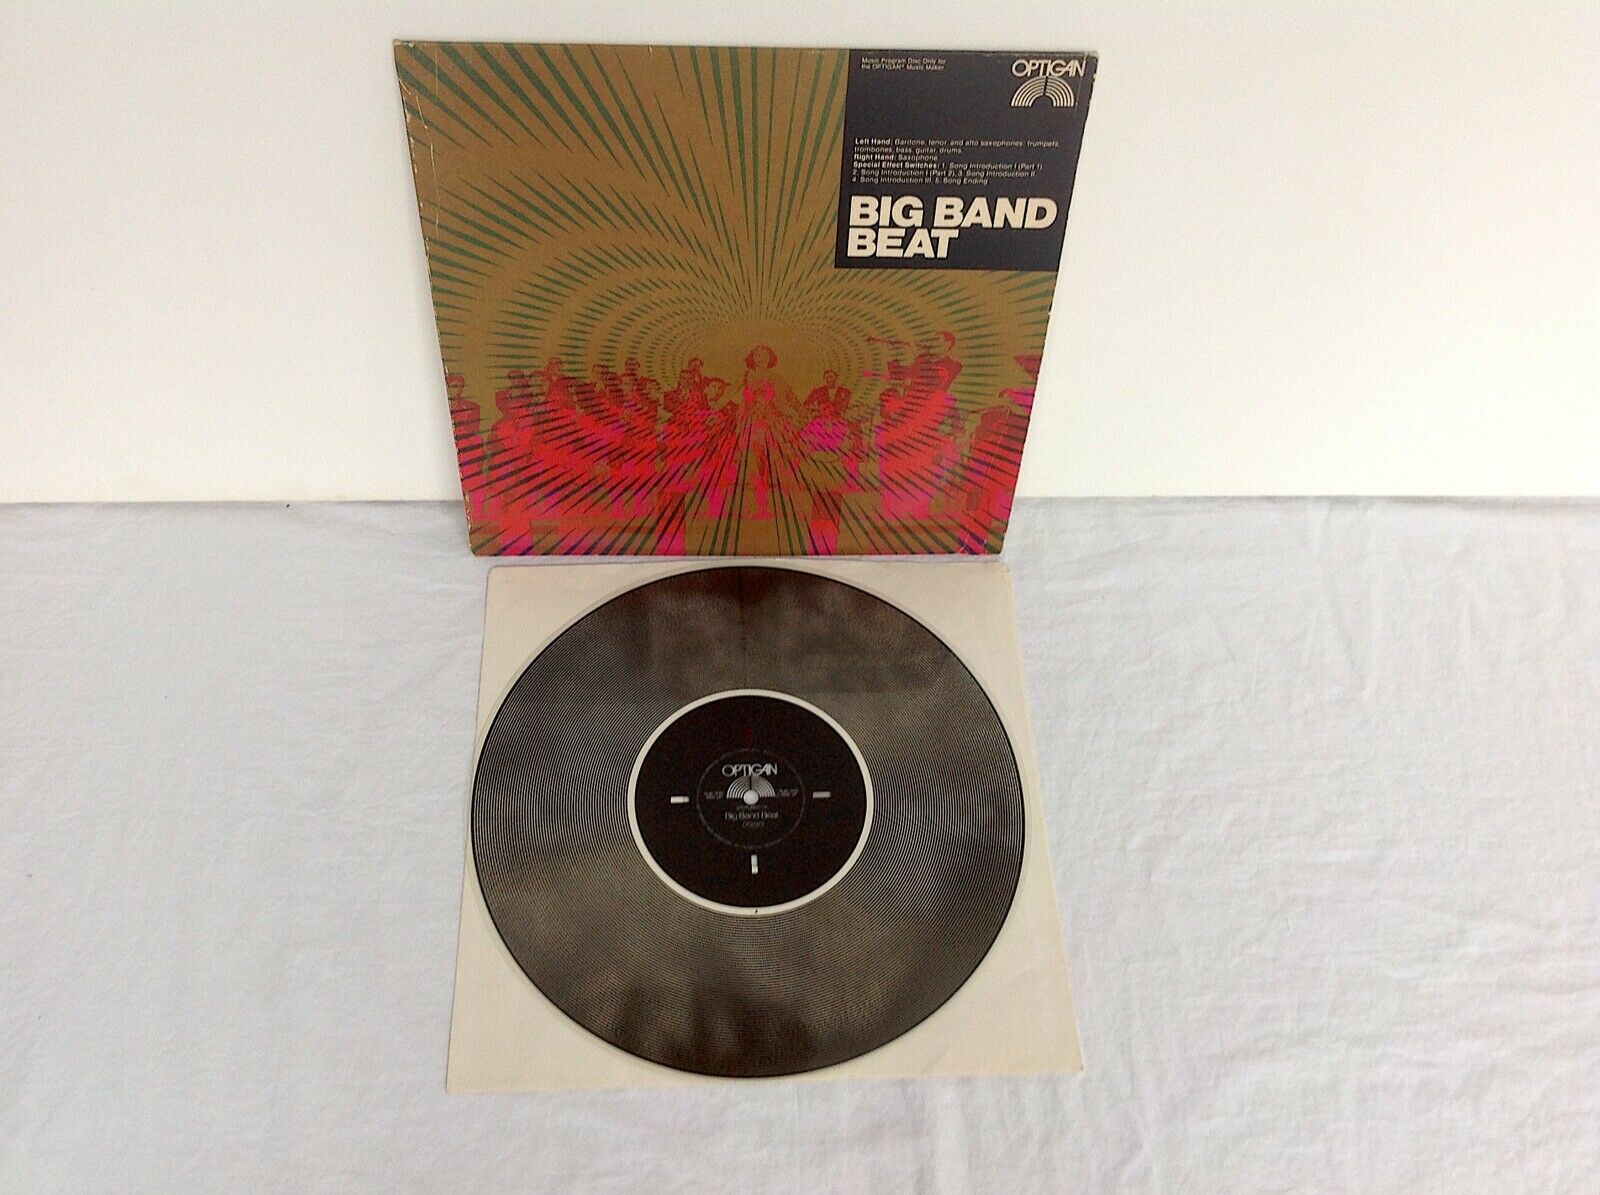 Music Program Disc Only for
the OPTIGAN® Music Maker
OPTIGAN
Left Hand: Baritone, tenor, and alto saxophones, trumpets,
trombones, bass, guitar, drums.
Right Hand: Saxophone.
Special Effect Switches: 1. Song Introduction I (Part 1)
2. Song Introduction I (Part 2), 3. Song Introduction II.
4. Song Introduction III. 5. Song Ending
BIG BAND
BEAT
OPTIGAN
Big Band Beat